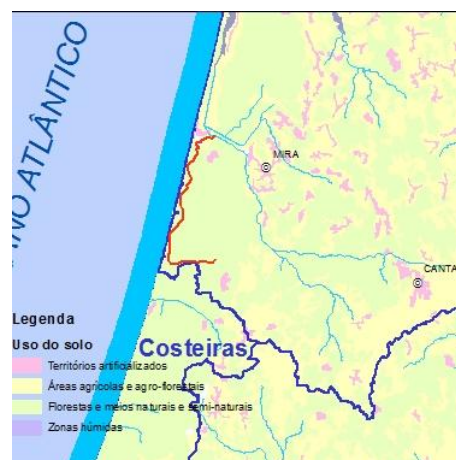 NO ATLÂNTICO
MIRA
CANTA
Legenda
Uso do solo
Costeiras
Territórios artificializados
Áreas agrícolas e agro-florestais
Florestas e meios naturais e semi-naturais
Zonas húmidas